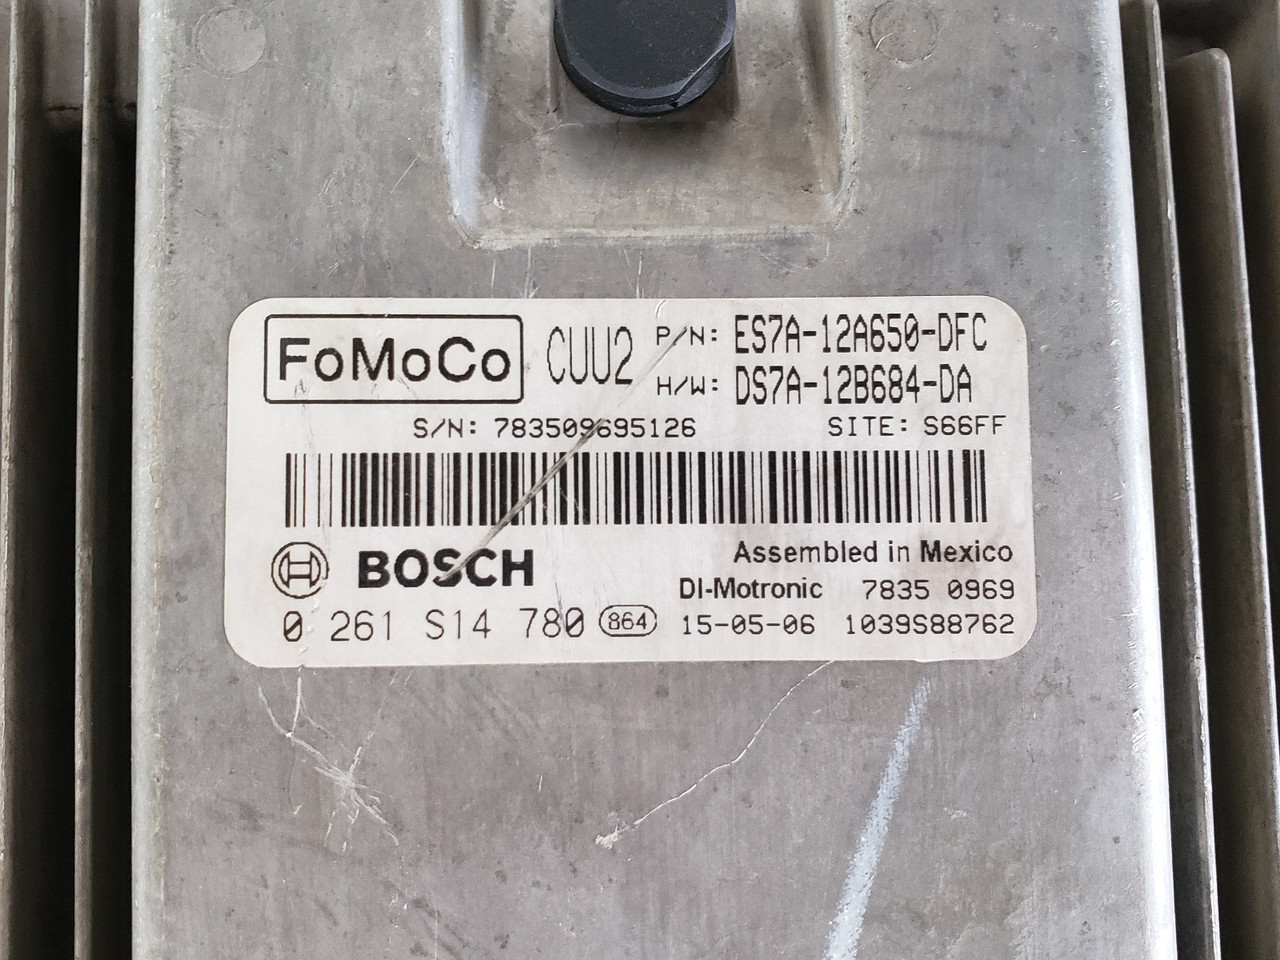 FoMoCo CUU2 P/N: ES7A-12A650-DFC
H/W: DS7A-12B684-DA
S/N: 783509695126 SITE: S66FF
BOSCH Assembled in Mexico
DI-Motronic 7835 0969
0 261 S14 780 864 15-05-06 1039S88762